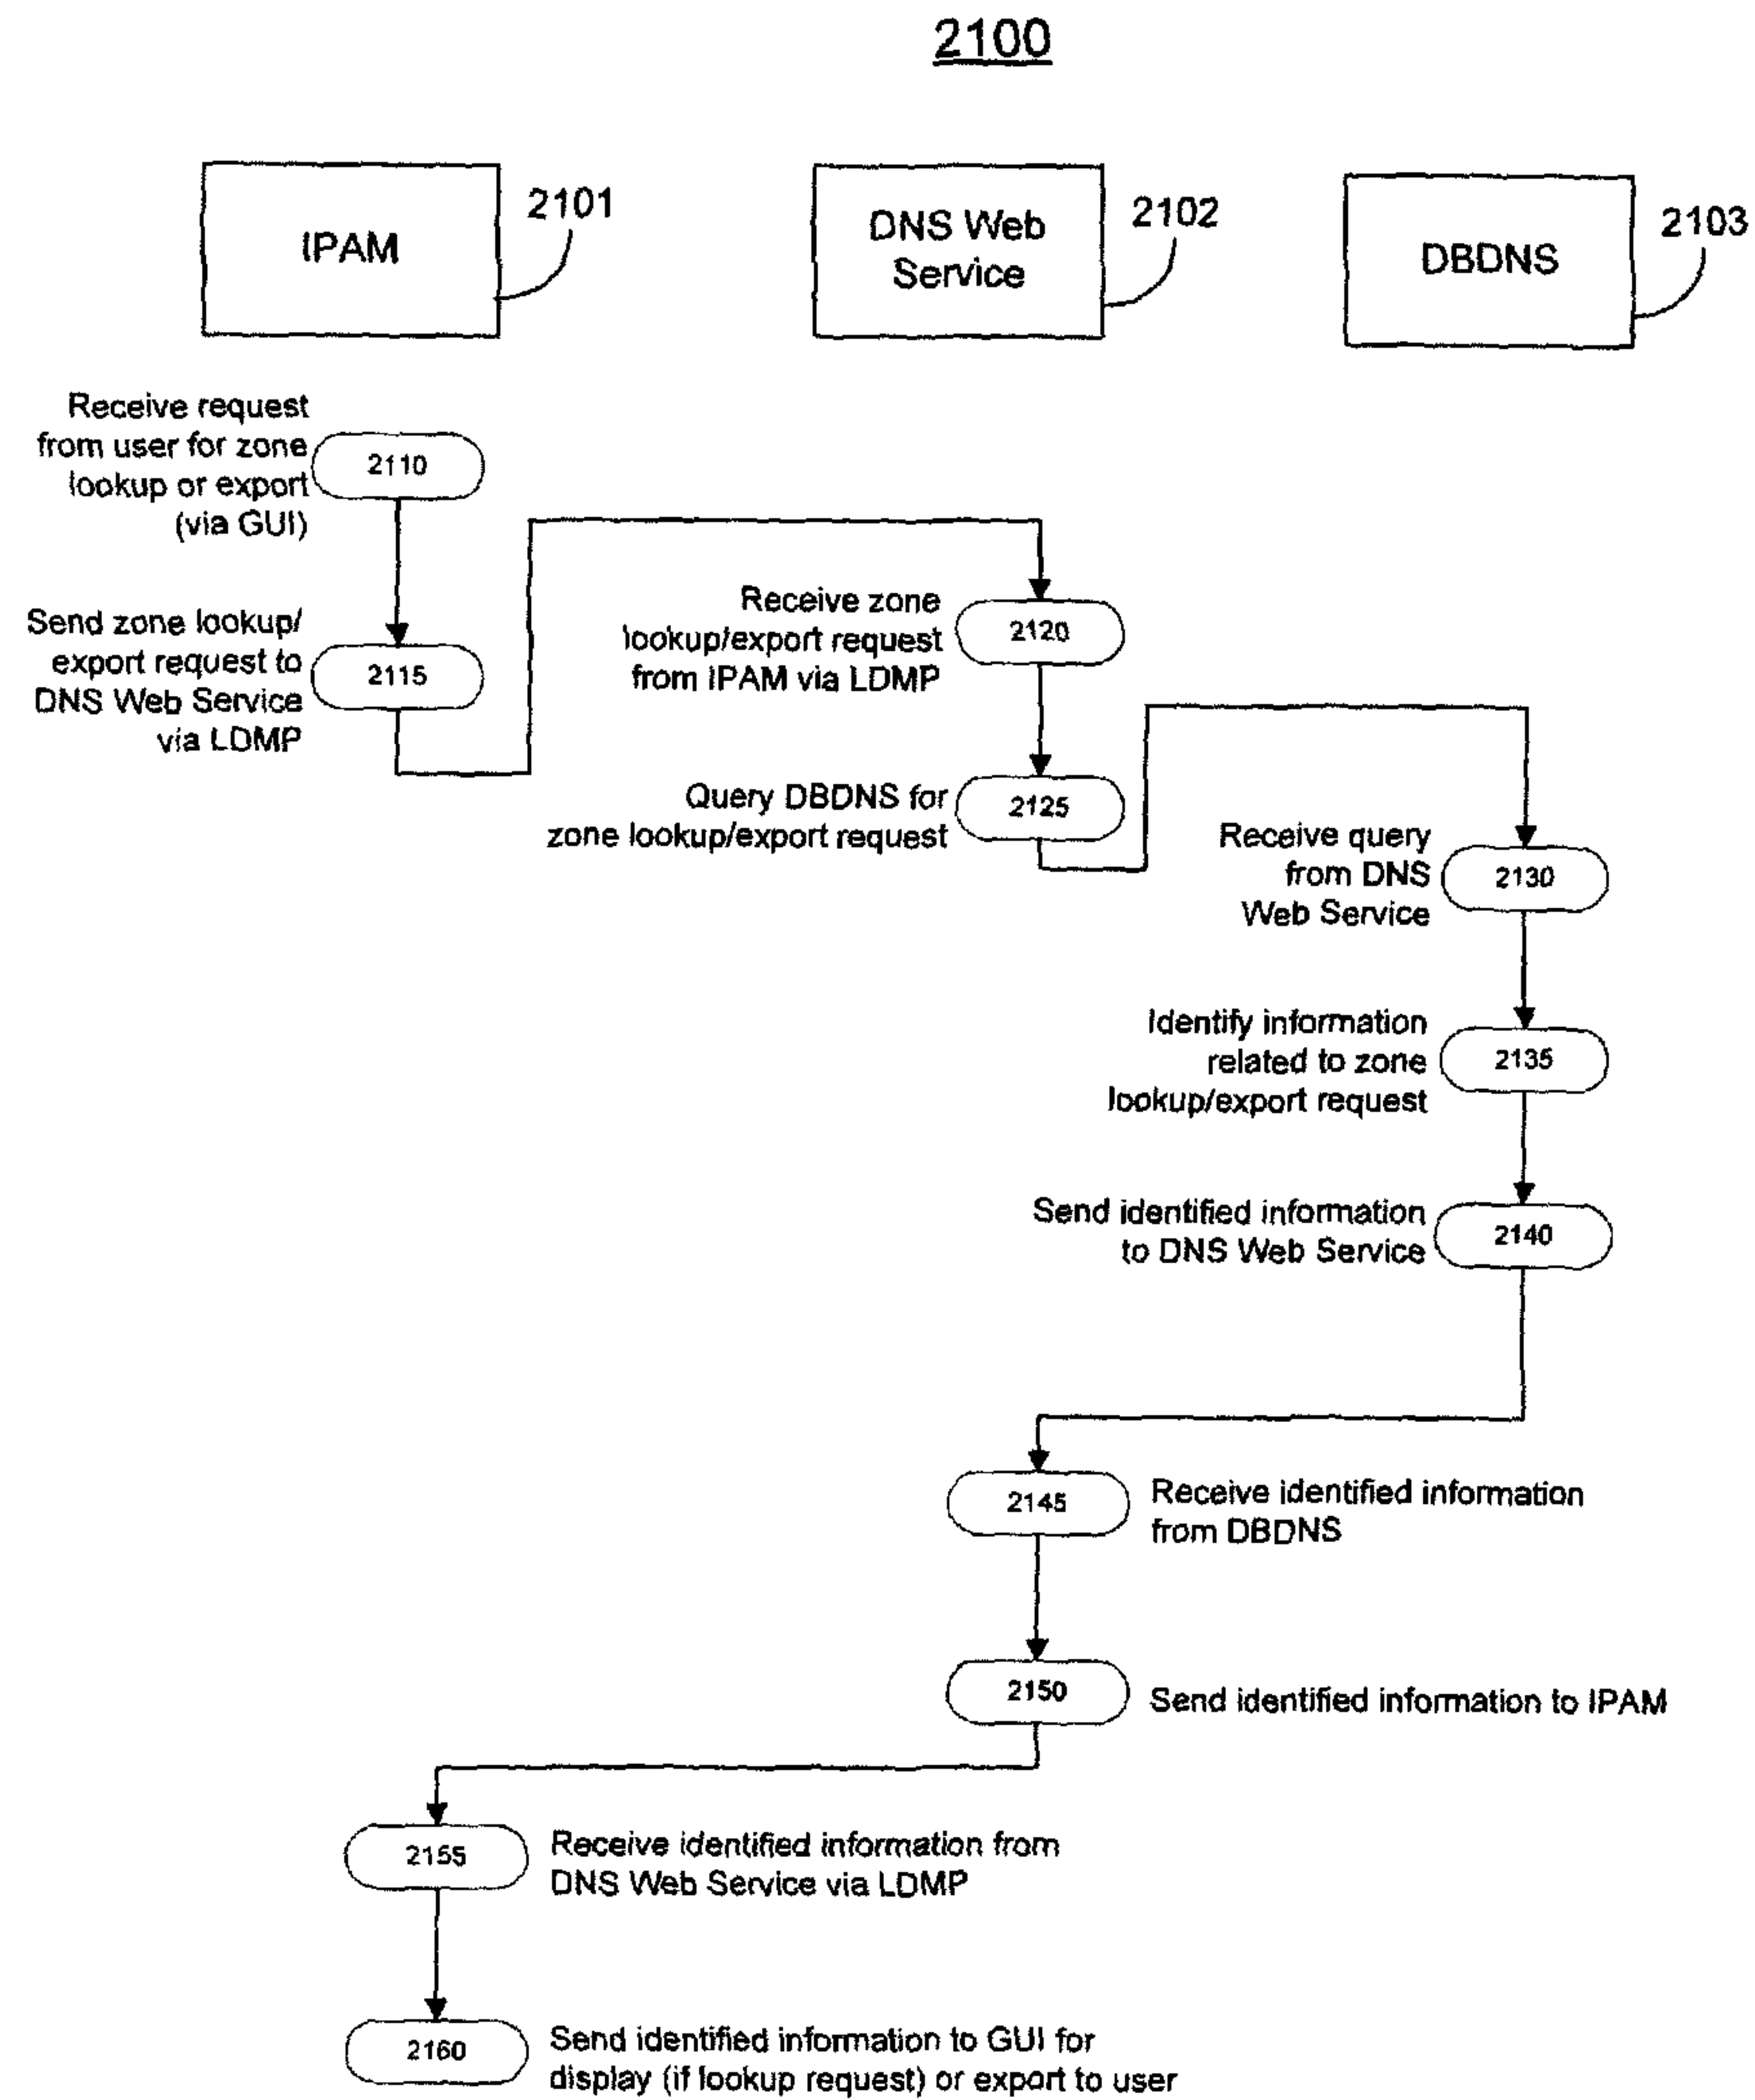 2100
IPAM
2101
DNS Web
Service
2102
DBDNS
2103
Receive request
from user for zone
lookup or export
(via GUI)
2110
Send zone lookup/
export request to
DNS Web Service
via LDMP
2115
Receive zone
lookup/export request
from IPAM via LDMP
2120
Query DBDNS for
zone lookup/export request
2125
Receive query
from DNS
Web Service
2130
Identify information
related to zone
lookup/export request
2135
Send identified information
to DNS Web Service
2140
2145
Receive identified information
from DBDNS
2150
Send identified information to IPAM
2155
Receive identified information from
DNS Web Service via LDMP
2160
Send identified information to GUI for
display (if lookup request) or export to user